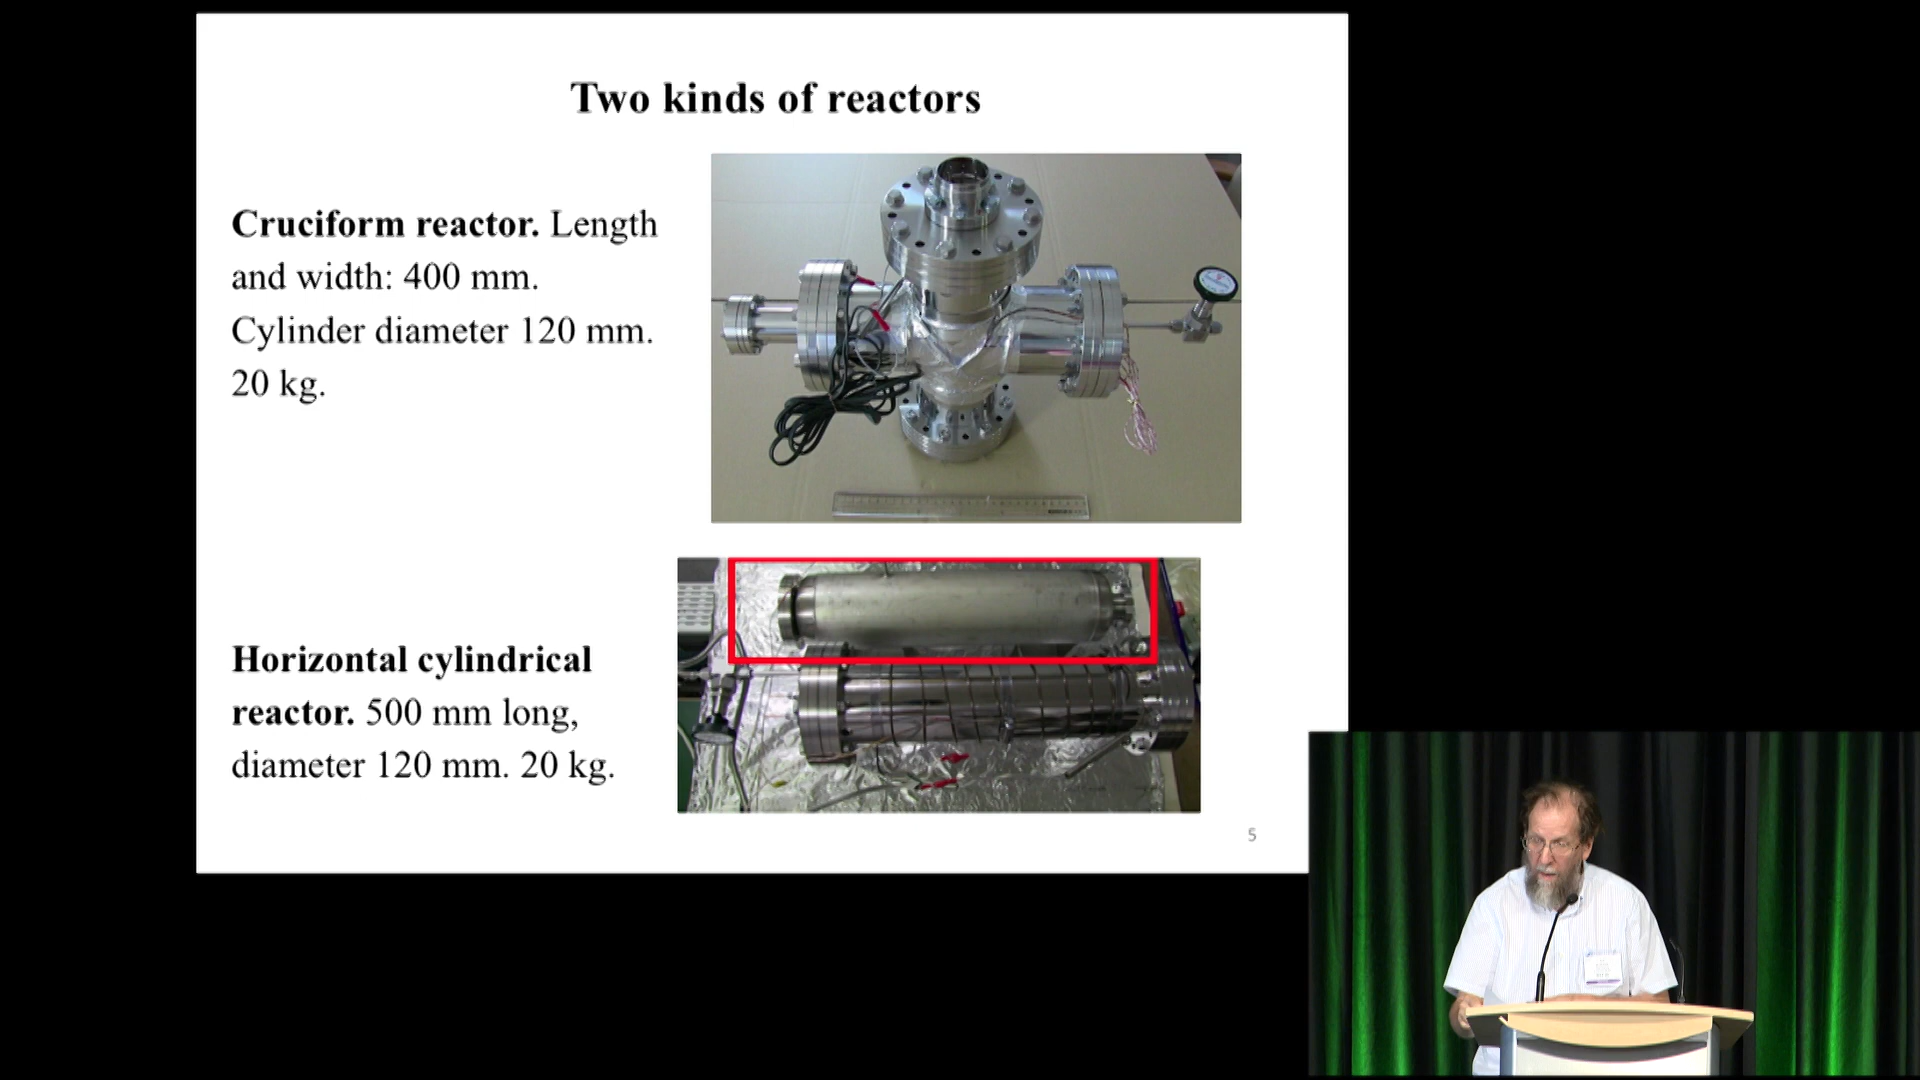 Two kinds of reactors
Cruciform reactor. Length
and width: 400 mm.
Cylinder diameter 120 mm.
20 kg.
Horizontal cylindrical
reactor. 500 mm long,
diameter 120 mm. 20 kg.
5